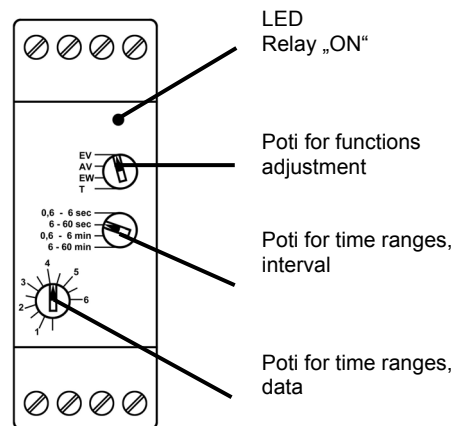 LED
Relay „ON“
EV
AV
EW
T
Poti for functions
adjustment
0,6 - 6 sec
6 - 60 sec
0,6 - 6 min
6 - 60 min
Poti for time ranges,
interval
4
5
3
6
2
1
Poti for time ranges,
data